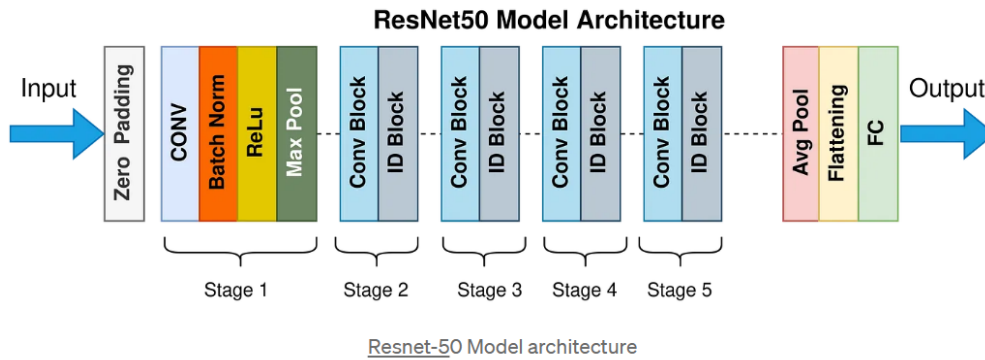 ResNet50 Model Architecture
Input
Zero Padding
CONV
Batch Norm
ReLu
Max Pool
Conv Block
ID Block
Conv Block
ID Block
Conv Block
ID Block
Conv Block
ID Block
Avg Pool
Flattening
FC
Output
Stage 1
Stage 2
Stage 3
Stage 4
Stage 5
Resnet-50 Model architecture